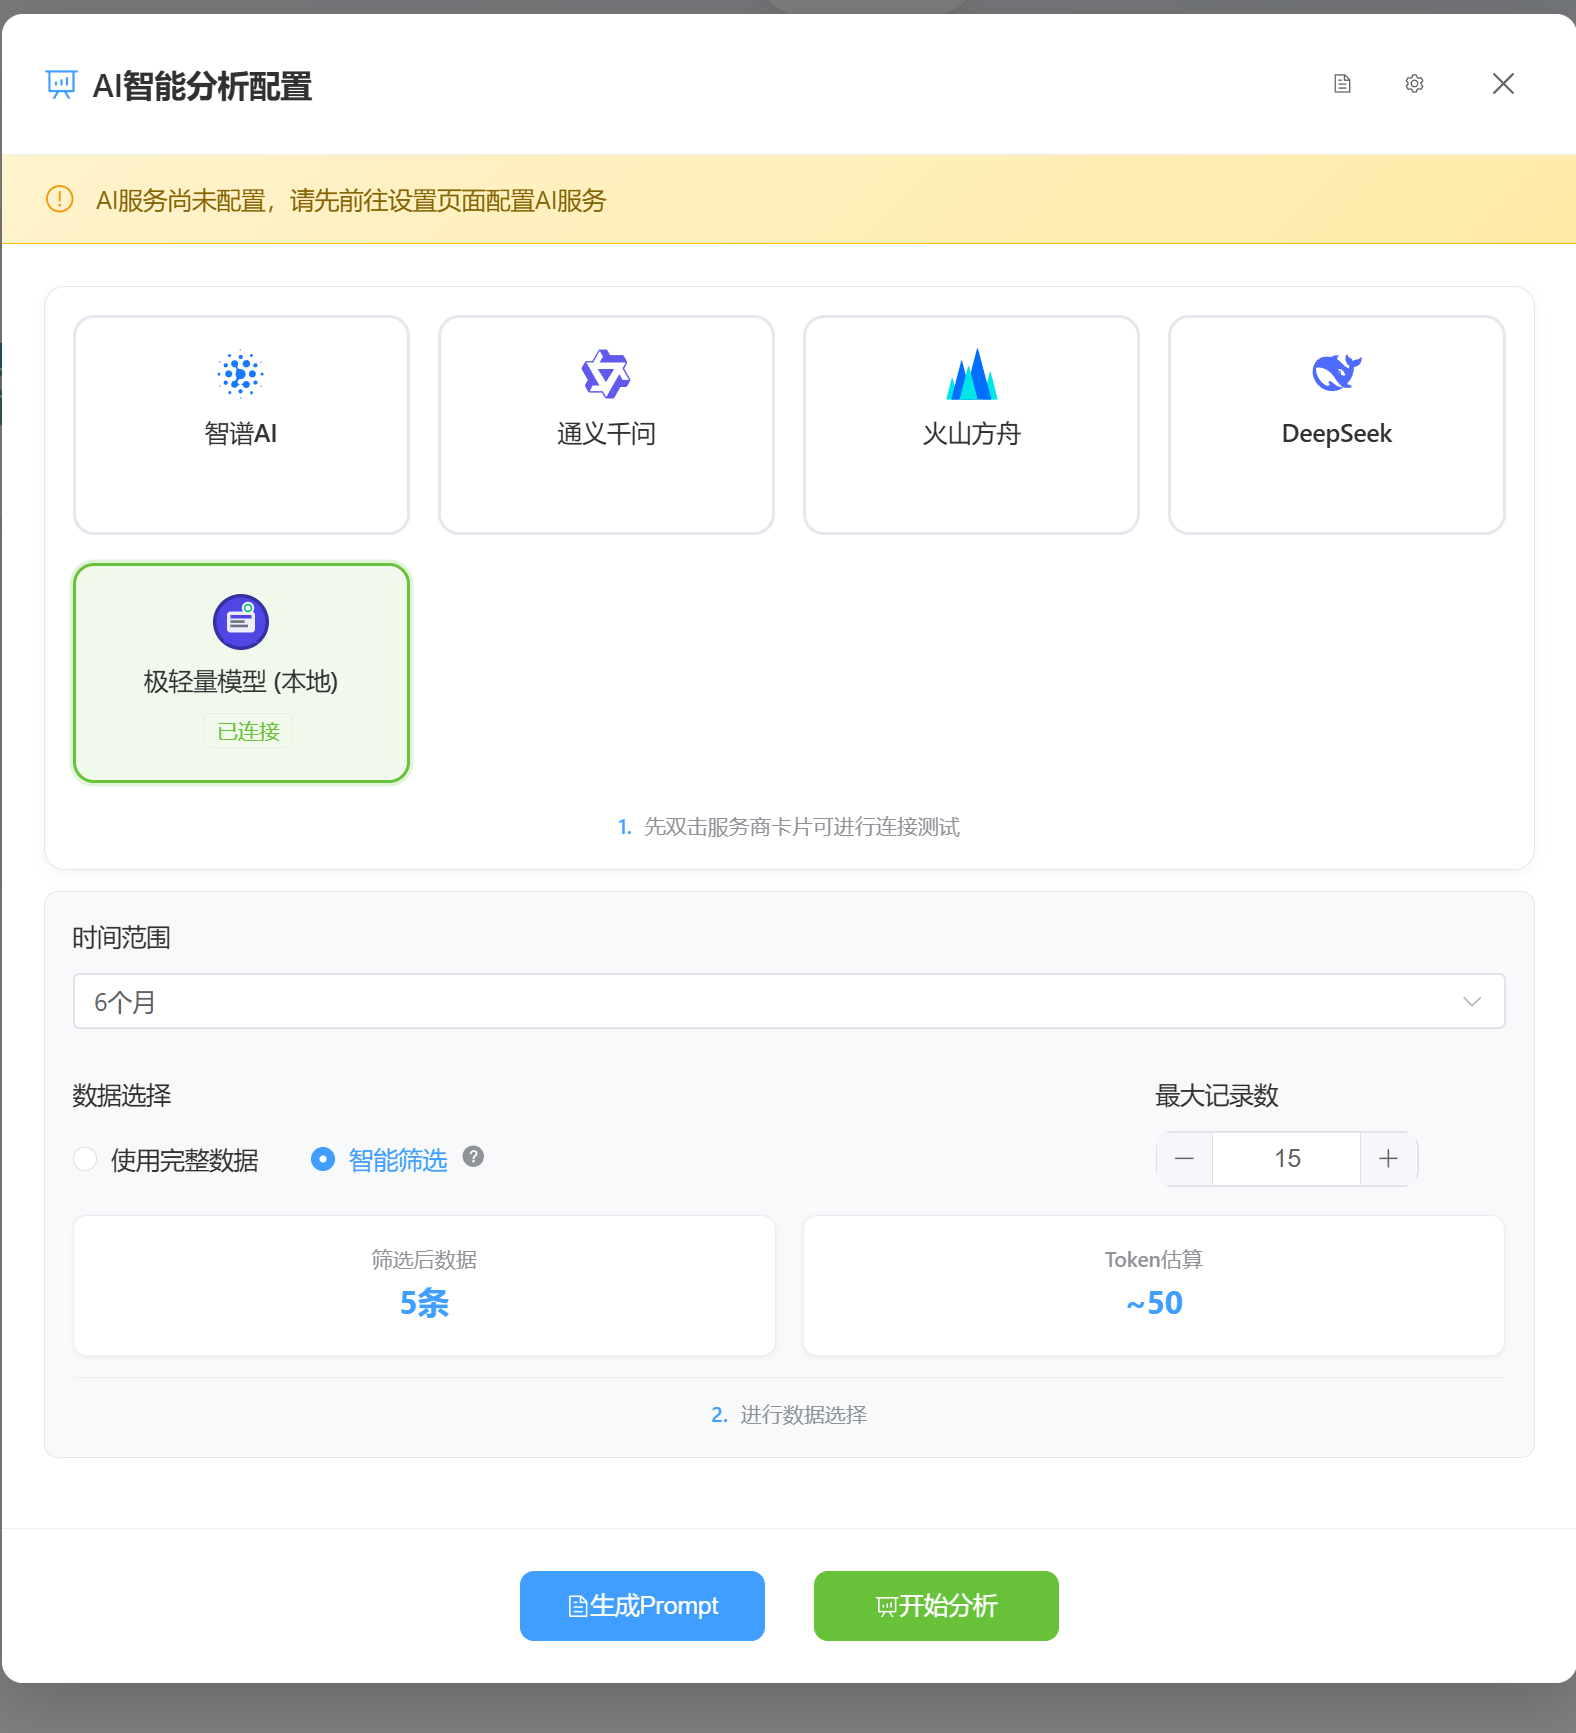 AI智能分析配置
AI服务尚未配置，请先前往设置页面配置AI服务
智谱AI
通义千问
火山方舟
DeepSeek
极轻量模型 (本地)
已连接
1. 先双击服务商卡片可进行连接测试
时间范围
6个月
数据选择
最大记录数
使用完整数据
智能筛选
?
15
筛选后数据
5条
Token估算
~50
2. 进行数据选择
生成Prompt
开始分析